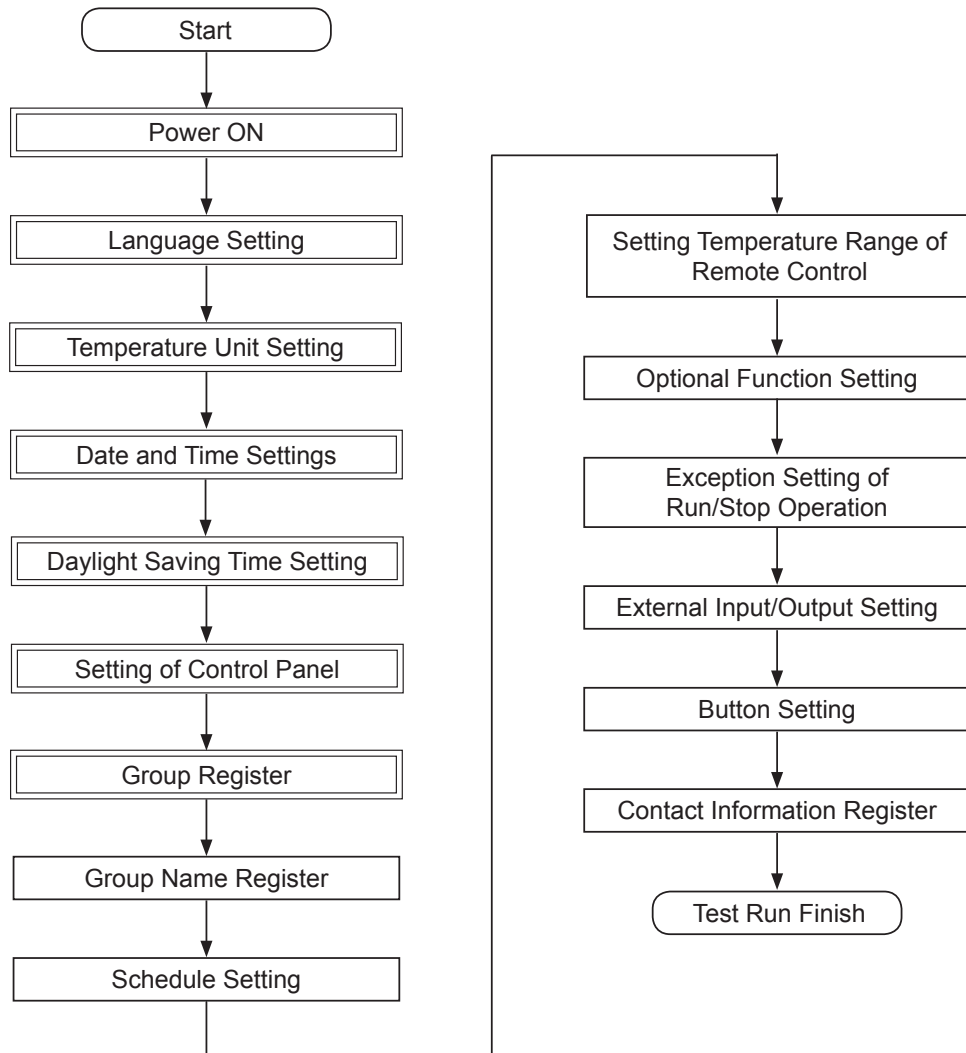 Start
Power ON
Language Setting
Temperature Unit Setting
Date and Time Settings
Daylight Saving Time Setting
Setting of Control Panel
Group Register
Group Name Register
Schedule Setting
Setting Temperature Range of
Remote Control
Optional Function Setting
Exception Setting of
Run/Stop Operation
External Input/Output Setting
Button Setting
Contact Information Register
Test Run Finish